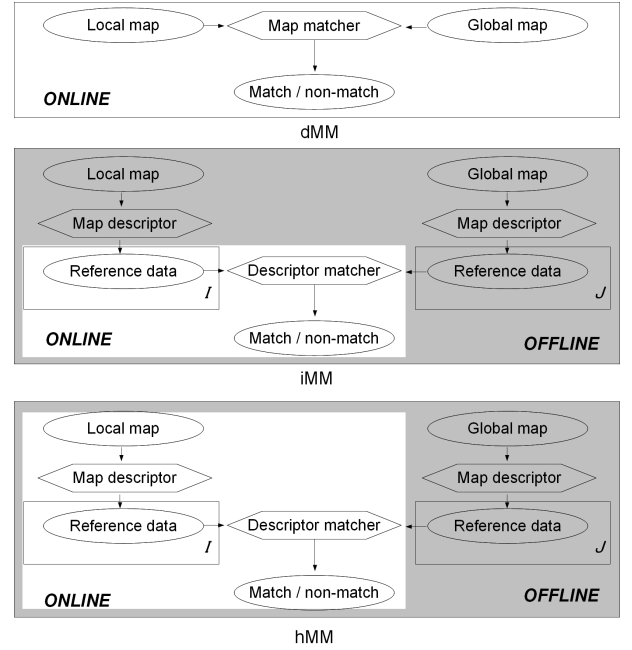 Local map
Map matcher
Global map
Match / non-match
ONLINE
dMM
Local map
Global map
Map descriptor
Map descriptor
Reference data
Descriptor matcher
Reference data
I
J
ONLINE
Match / non-match
OFFLINE
iMM
Local map
Global map
Map descriptor
Map descriptor
Reference data
Descriptor matcher
Reference data
I
J
ONLINE
Match / non-match
OFFLINE
hMM